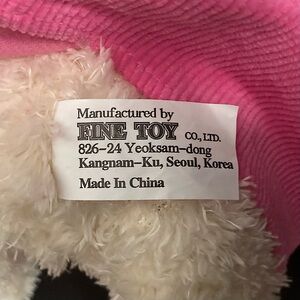 Manufactured by
FINE TOY CO., LTD.
826-24 Yeoksam-dong
Kangnam-Ku, Seoul, Korea
Made In China